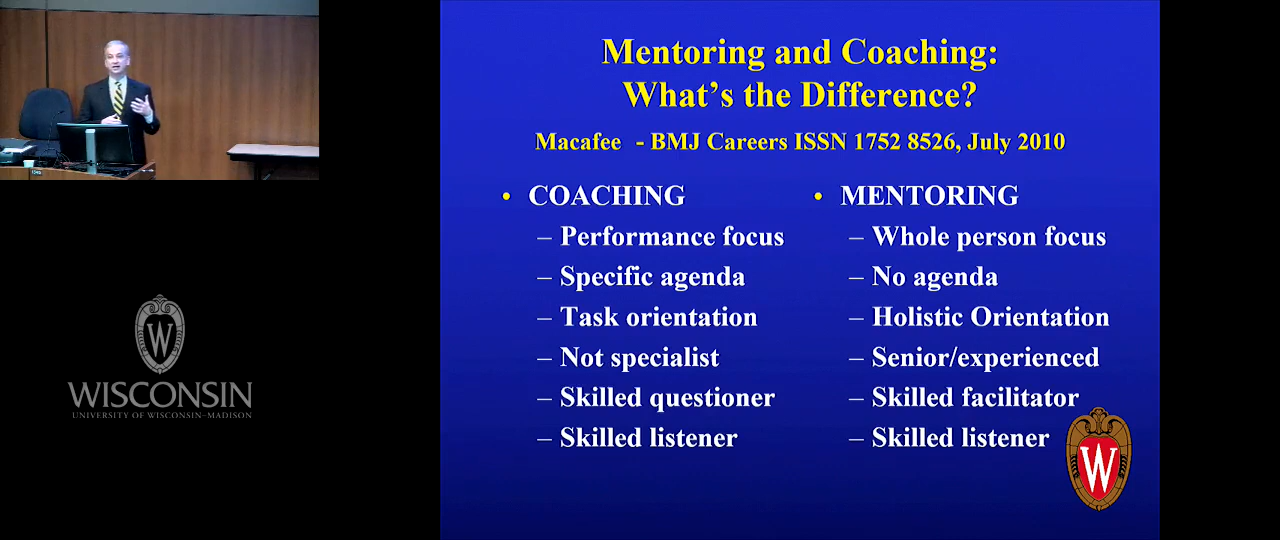 Mentoring and Coaching:
What's the Difference?
Macafee - BMJ Careers ISSN 1752 8526, July 2010
• COACHING
– Performance focus
– Specific agenda
– Task orientation
– Not specialist
– Skilled questioner
– Skilled listener
• MENTORING
– Whole person focus
– No agenda
– Holistic Orientation
– Senior/experienced
– Skilled facilitator
– Skilled listener
W
W
WISCONSIN
UNIVERSITY OF WISCONSIN–MADISON